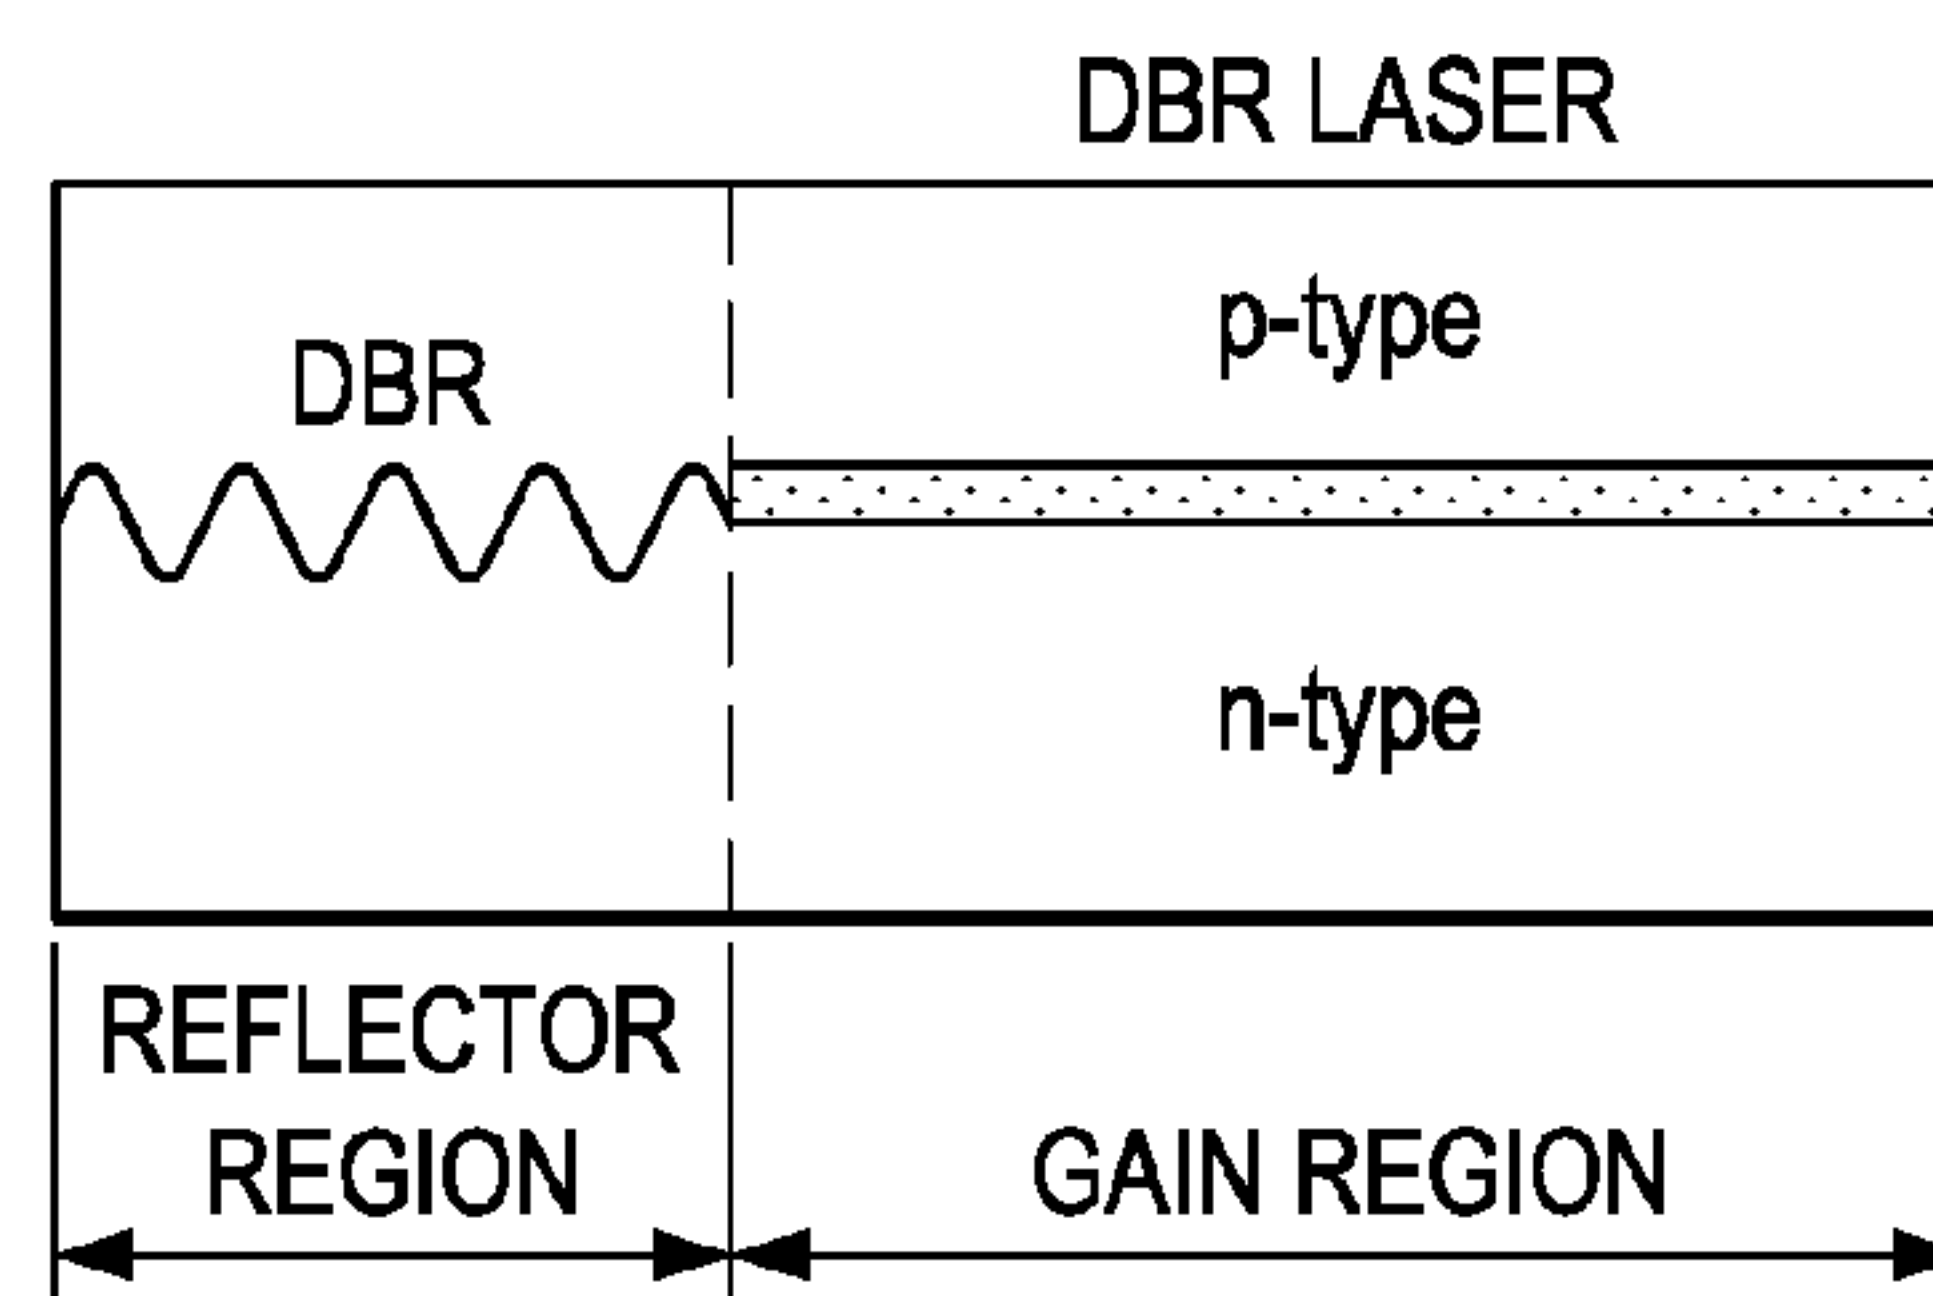 DBR LASER
p-type
DBR
n-type
REFLECTOR
REGION
GAIN REGION